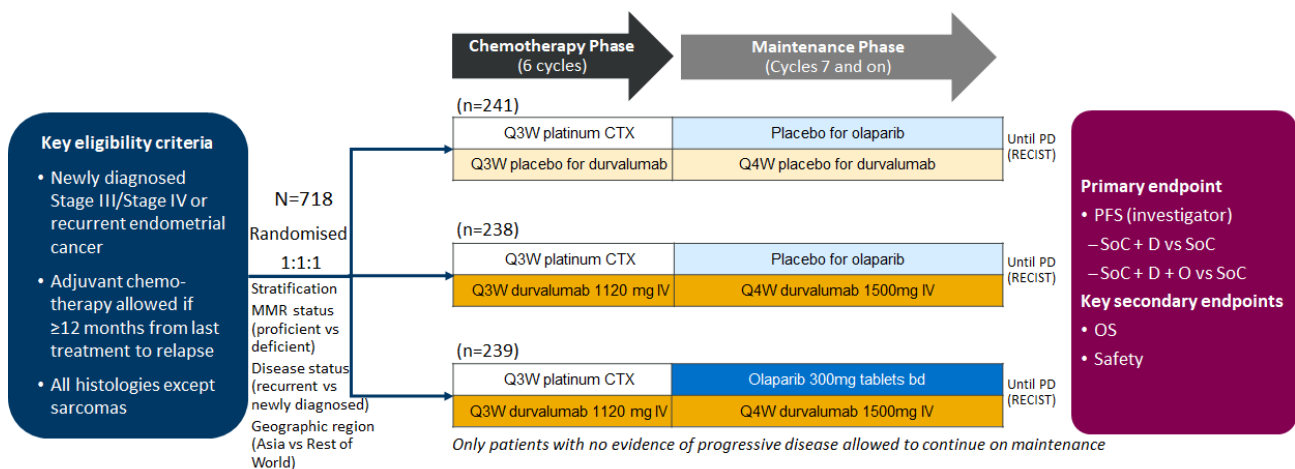 Chemotherapy Phase
(6 cycles)
Maintenance Phase
(Cycles 7 and on)
Key eligibility criteria
• Newly diagnosed
Stage III/Stage IV or
recurrent endometrial
cancer
• Adjuvant chemo-
therapy allowed if
≥12 months from last
treatment to relapse
• All histologies except
sarcomas
N=718
Randomised
1:1:1
Stratification
MMR status
(proficient vs
deficient)
Disease status
(recurrent vs
newly diagnosed)
Geographic region
(Asia vs Rest of
World)
(n=241)
Q3W platinum CTX
Placebo for olaparib
Q3W placebo for durvalumab
Q4W placebo for durvalumab
Until PD
(RECIST)
(n=238)
Q3W platinum CTX
Placebo for olaparib
Q3W durvalumab 1120 mg IV
Q4W durvalumab 1500mg IV
Until PD
(RECIST)
(n=239)
Q3W platinum CTX
Olaparib 300mg tablets bd
Q3W durvalumab 1120 mg IV
Q4W durvalumab 1500mg IV
Until PD
(RECIST)
Only patients with no evidence of progressive disease allowed to continue on maintenance
Primary endpoint
• PFS (investigator)
–SoC + D vs SoC
–SoC + D + O vs SoC
Key secondary endpoints
• OS
• Safety